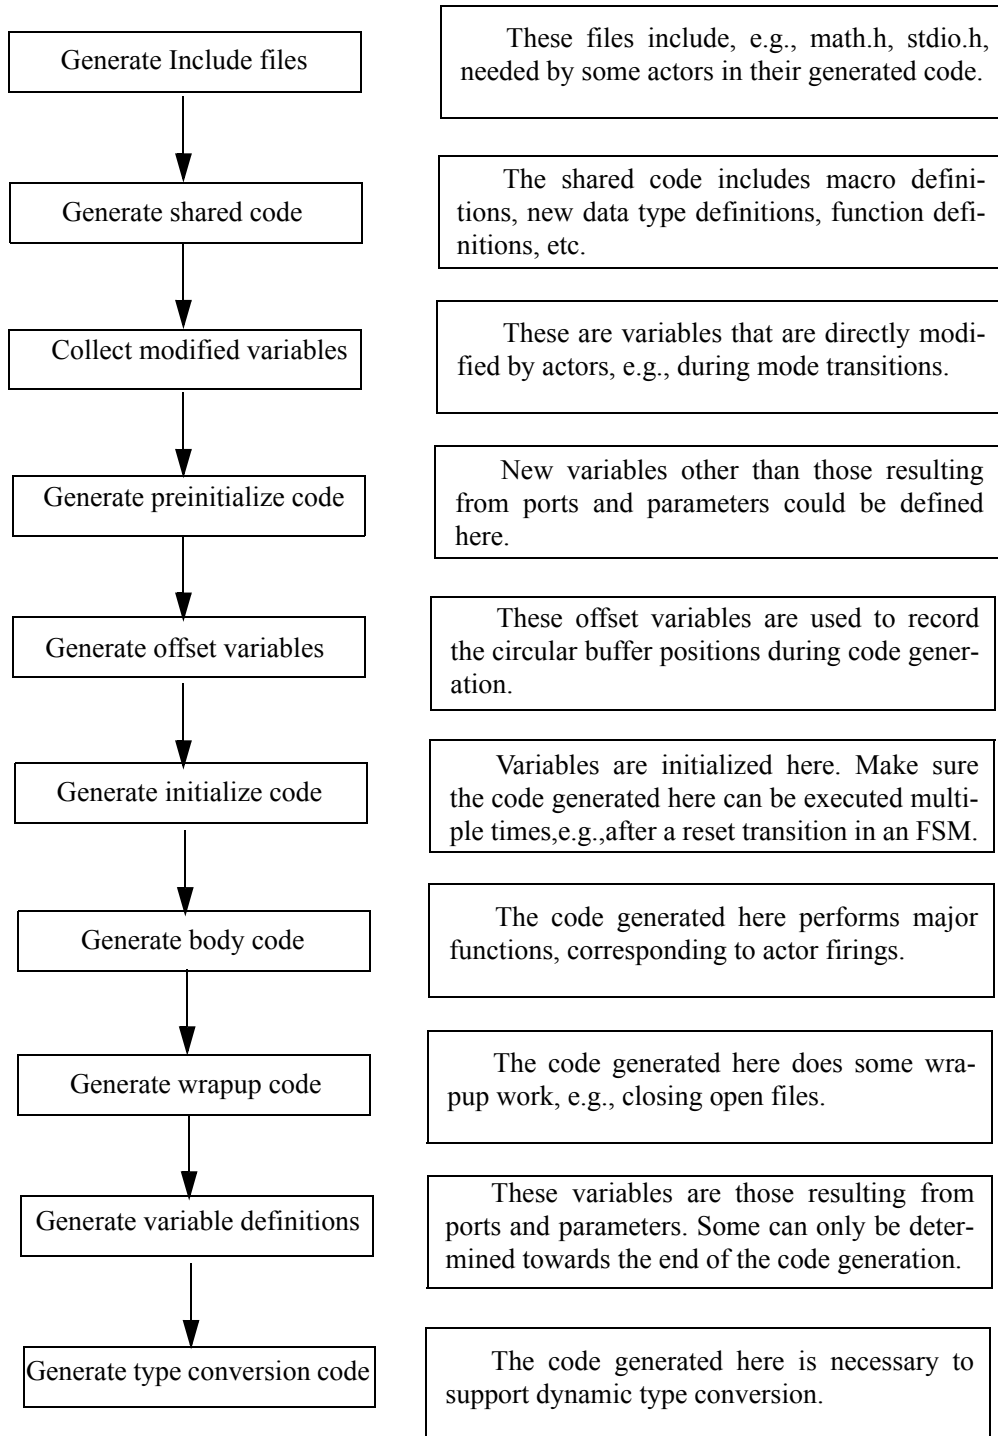 Generate Include files
These files include, e.g., math.h, stdio.h,
needed by some actors in their generated code.
Generate shared code
The shared code includes macro defini-
tions, new data type definitions, function defi-
nitions, etc.
Collect modified variables
These are variables that are directly modi-
fied by actors, e.g., during mode transitions.
Generate preinitialize code
New variables other than those resulting
from ports and parameters could be defined
here.
Generate offset variables
These offset variables are used to record
the circular buffer positions during code gener-
ation.
Generate initialize code
Variables are initialized here. Make sure
the code generated here can be executed multi-
ple times,e.g.,after a reset transition in an FSM.
Generate body code
The code generated here performs major
functions, corresponding to actor firings.
Generate wrapup code
The code generated here does some wra-
pup work, e.g., closing open files.
Generate variable definitions
These variables are those resulting from
ports and parameters. Some can only be deter-
mined towards the end of the code generation.
Generate type conversion code
The code generated here is necessary to
support dynamic type conversion.